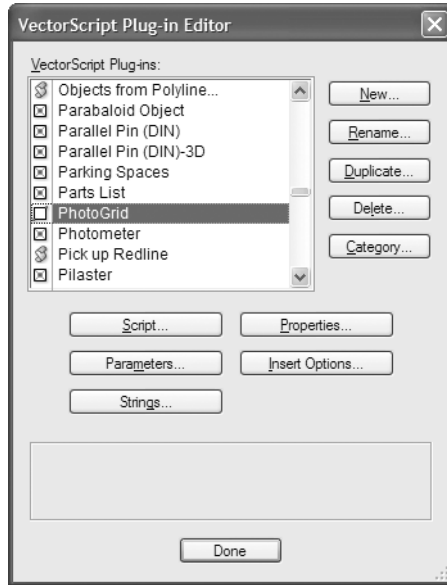 VectorScript Plug-in Editor
VectorScript Plug-ins:
Objects from Polyline...
Parabaloid Object
Parallel Pin (DIN)
Parallel Pin (DIN)-3D
Parking Spaces
Parts List
PhotoGrid
Photometer
Pick up Redline
Pilaster
New...
Rename...
Duplicate...
Delete...
Category...
Script...
Properties...
Parameters...
Insert Options...
Strings...
Done